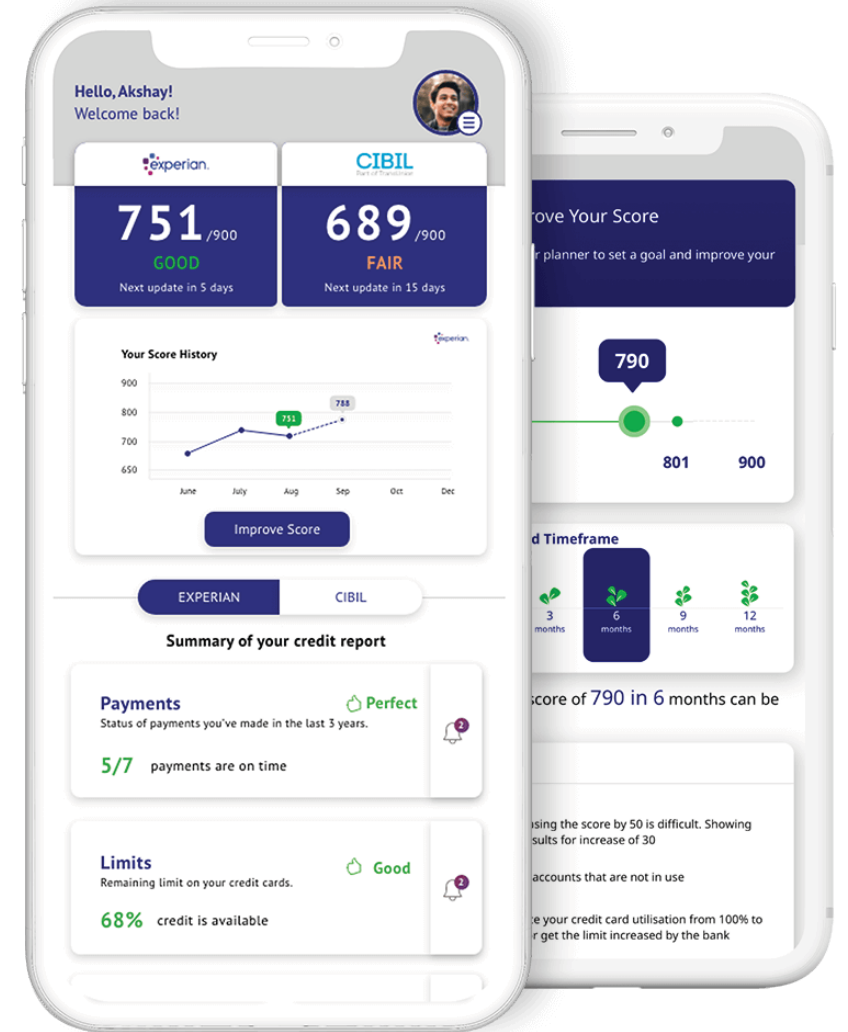 Hello, Akshay!
Welcome back!
experian.
CIBIL
Part of TransUnion
751 /900
689 /900
GOOD
FAIR
Next update in 5 days
Next update in 15 days
experian.
Your Score History
900
800
700
650
751
788
June July Aug Sep Oct Dec
Improve Score
EXPERIAN
CIBIL
Summary of your credit report
Payments
Perfect
Status of payments you've made in the last 3 years.
2
5/7 payments are on time
Limits
Good
Remaining limit on your credit cards.
2
68% credit is available
rove Your Score
r planner to set a goal and improve your
790
801
900
d Timeframe
3
months
6
months
9
months
12
months
score of 790 in 6 months can be
sing the score by 50 is difficult. Showing
sults for increase of 30
accounts that are not in use
e your credit card utilisation from 100% to
r get the limit increased by the bank